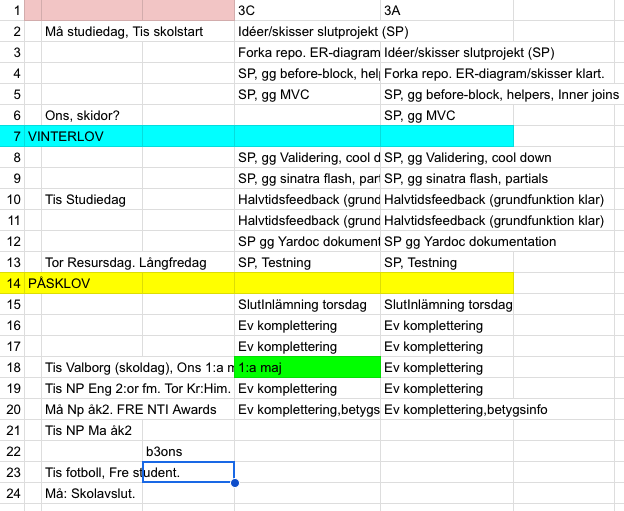 1 3C 3A
2 Må studiedag, Tis skolstart Idéer/skisser slutprojekt (SP)
3 Forka repo. ER-diagram Idéer/skisser slutprojekt (SP)
4 SP, gg before-block, help Forka repo. ER-diagram/skisser klart.
5 SP, gg MVC SP, gg before-block, helpers, Inner joins
6 Ons, skidor? SP, gg MVC
7 VINTERLOV
8 SP, gg Validering, cool d SP, gg Validering, cool down
9 SP, gg sinatra flash, part SP, gg sinatra flash, partials
10 Tis Studiedag Halvtidsfeedback (grund Halvtidsfeedback (grundfunktion klar)
11 Halvtidsfeedback (grund Halvtidsfeedback (grundfunktion klar)
12 SP gg Yardoc dokument SP gg Yardoc dokumentation
13 Tor Resursdag. Långfredag SP, Testning SP, Testning
14 PÅSKLOV
15 SlutInlämning torsdag SlutInlämning torsdag
16 Ev komplettering Ev komplettering
17 Ev komplettering Ev komplettering
18 Tis Valborg (skoldag), Ons 1:a m 1:a maj Ev komplettering
19 Tis NP Eng 2:or fm. Tor Kr:Him. Ev komplettering Ev komplettering
20 Må Np åk2. FRE NTI Awards Ev komplettering,betygs Ev komplettering,betygsinfo
21 Tis NP Ma åk2
22 b3ons
23 Tis fotboll, Fre student.
24 Må: Skolavslut.